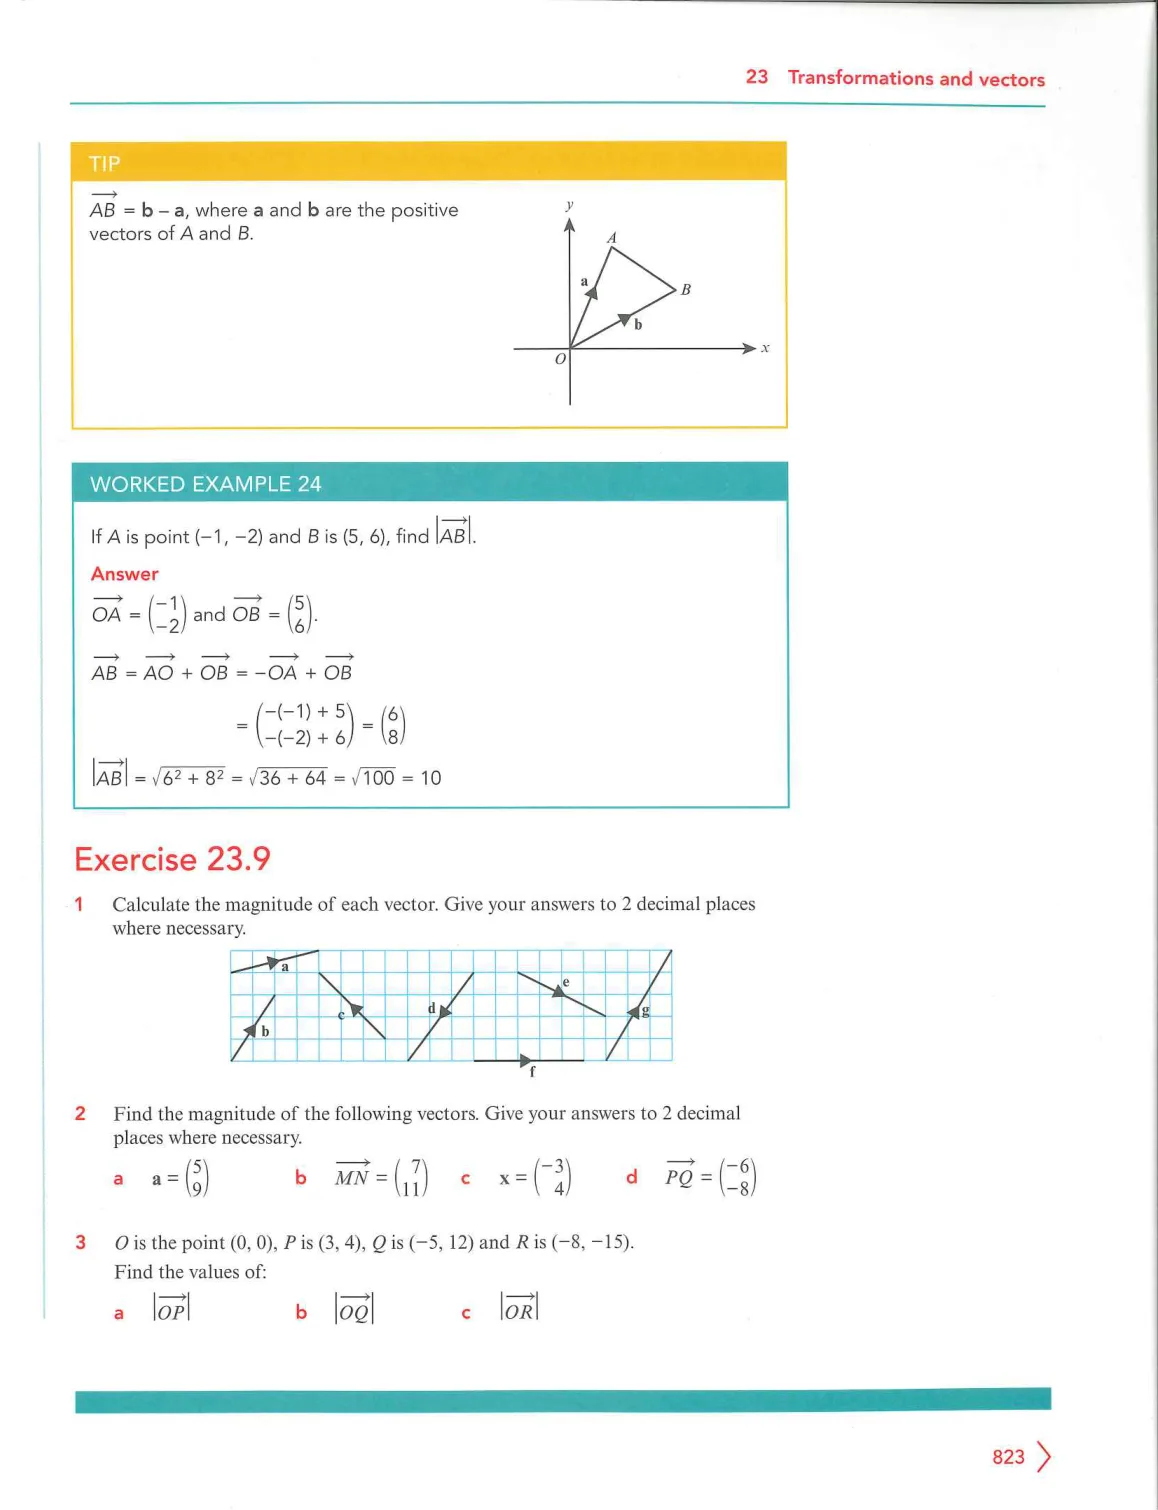 23 Transformations and vectors
TIP
AB = b – a, where a and b are the positive
vectors of A and B.
y
A
a
B
b
O
x
WORKED EXAMPLE 24
If A is point (−1, −2) and B is (5, 6), find |AB|.
Answer
OA = (−1 −2) and OB = (5 6).
AB = AO + OB = −OA + OB
= (−(−1) + 5 −(−2) + 6) = (6 8)
|AB| = √6² + 8² = √36 + 64 = √100 = 10
Exercise 23.9
1 Calculate the magnitude of each vector. Give your answers to 2 decimal places
where necessary.
a
e
c
d
g
b
f
2 Find the magnitude of the following vectors. Give your answers to 2 decimal
places where necessary.
a a = (5 9) b MN = (7 11) c x = (−3 4) d PQ = (−6 −8)
3 O is the point (0, 0), P is (3, 4), Q is (−5, 12) and R is (−8, −15).
Find the values of:
a |OP| b |OQ| c |OR|
823